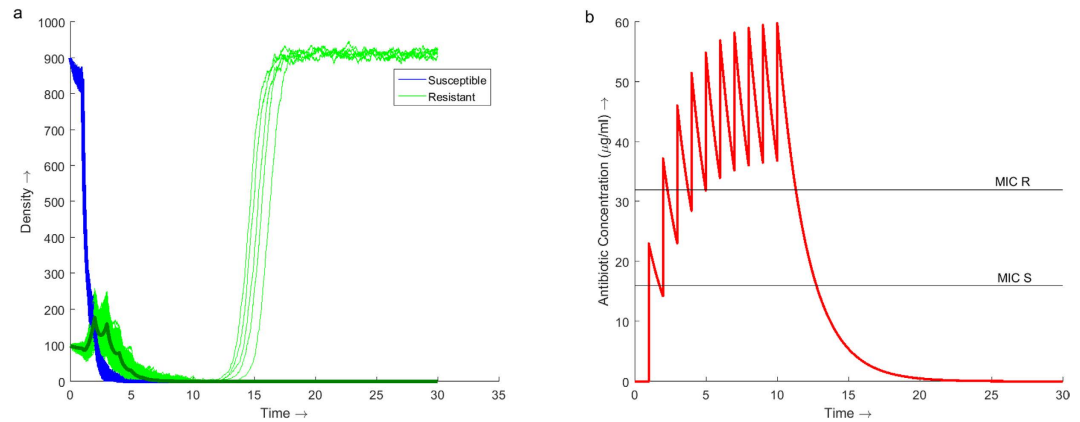 a
1000
900
800
700
600
500
400
300
200
100
0
Density →
0 5 10 15 20 25 30 35
Time →
Susceptible
Resistant
b
60
50
40
30
20
10
0
Antibiotic Concentration (μg/ml) →
MIC R
MIC S
0 5 10 15 20 25 30
Time →